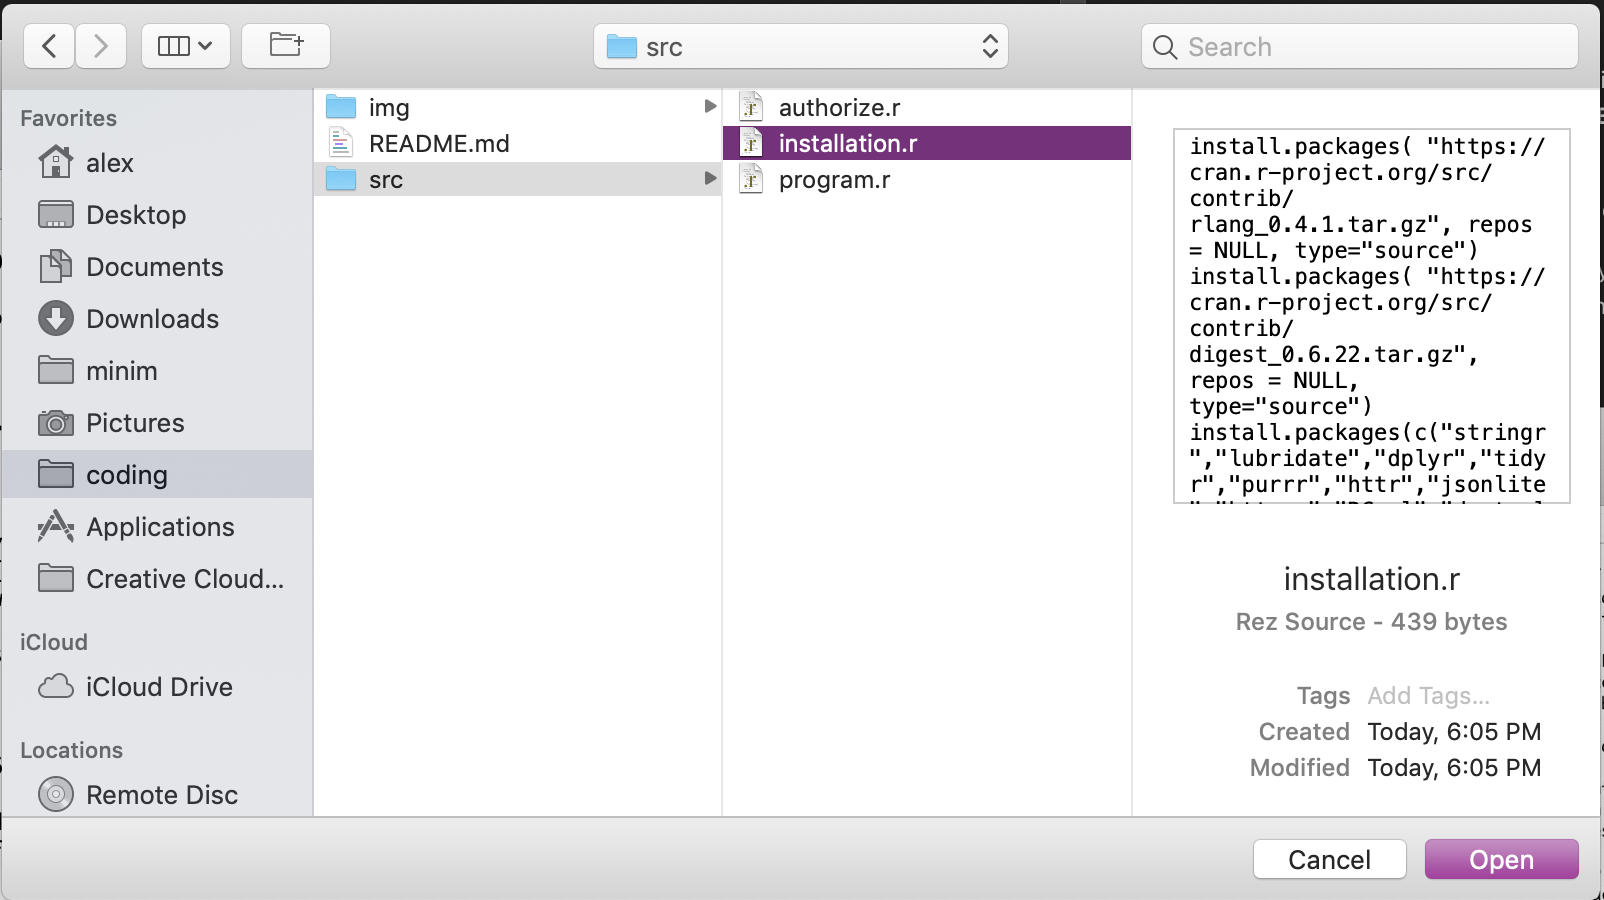 src
Search
Favorites
alex
Desktop
Documents
Downloads
minim
Pictures
coding
Applications
Creative Cloud...
iCloud
iCloud Drive
Locations
Remote Disc
img
README.md
src
authorize.r
installation.r
program.r
install.packages( "https://
cran.r-project.org/src/
contrib/
rlang_0.4.1.tar.gz", repos
= NULL, type="source")
install.packages( "https://
cran.r-project.org/src/
contrib/
digest_0.6.22.tar.gz",
repos = NULL,
type="source")
install.packages(c("stringr
","lubridate","dplyr","tidy
r","purrr","httr","jsonlite
installation.r
Rez Source - 439 bytes
Tags Add Tags...
Created Today, 6:05 PM
Modified Today, 6:05 PM
Cancel
Open